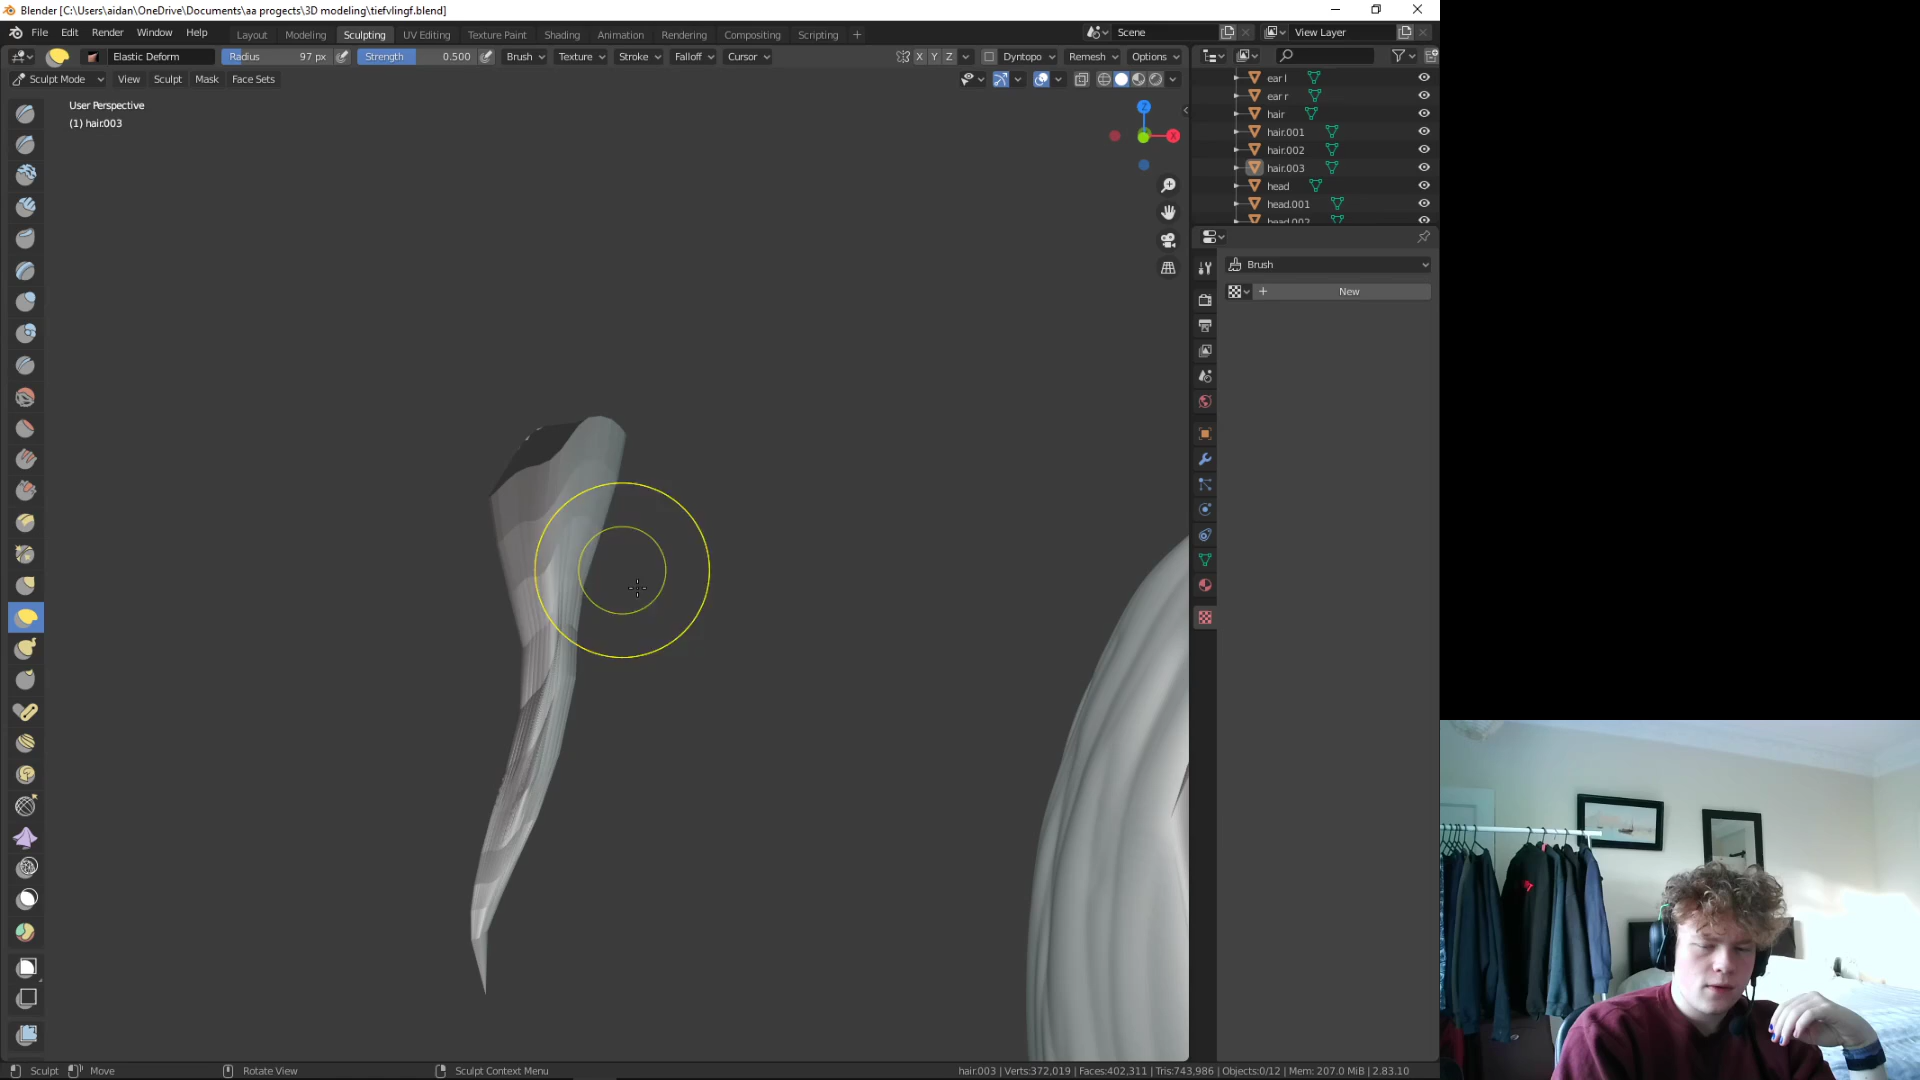 Blender [C:\Users\aidan\OneDrive\Documents\aa progects\3D modeling\tiefvlingf.blend]
File Edit Render Window Help
Layout Modeling Sculpting UV Editing Texture Paint Shading Animation Rendering Compositing Scripting +
Scene View Layer
Elastic Deform Radius 97 px Strength 0.500 Brush Texture Stroke Falloff Cursor X Y Z Dyntopo Remesh Options
Sculpt Mode View Sculpt Mask Face Sets
User Perspective
(1) hair.003
Z
X
ear l
ear r
hair
hair.001
hair.002
hair.003
head
head.001
head.002
Brush
+ New
Sculpt Move Rotate View Sculpt Context Menu hair.003 | Verts:372,019 | Faces:402,311 | Tris:743,986 | Objects:0/12 | Mem: 207.0 MiB | 2.83.10